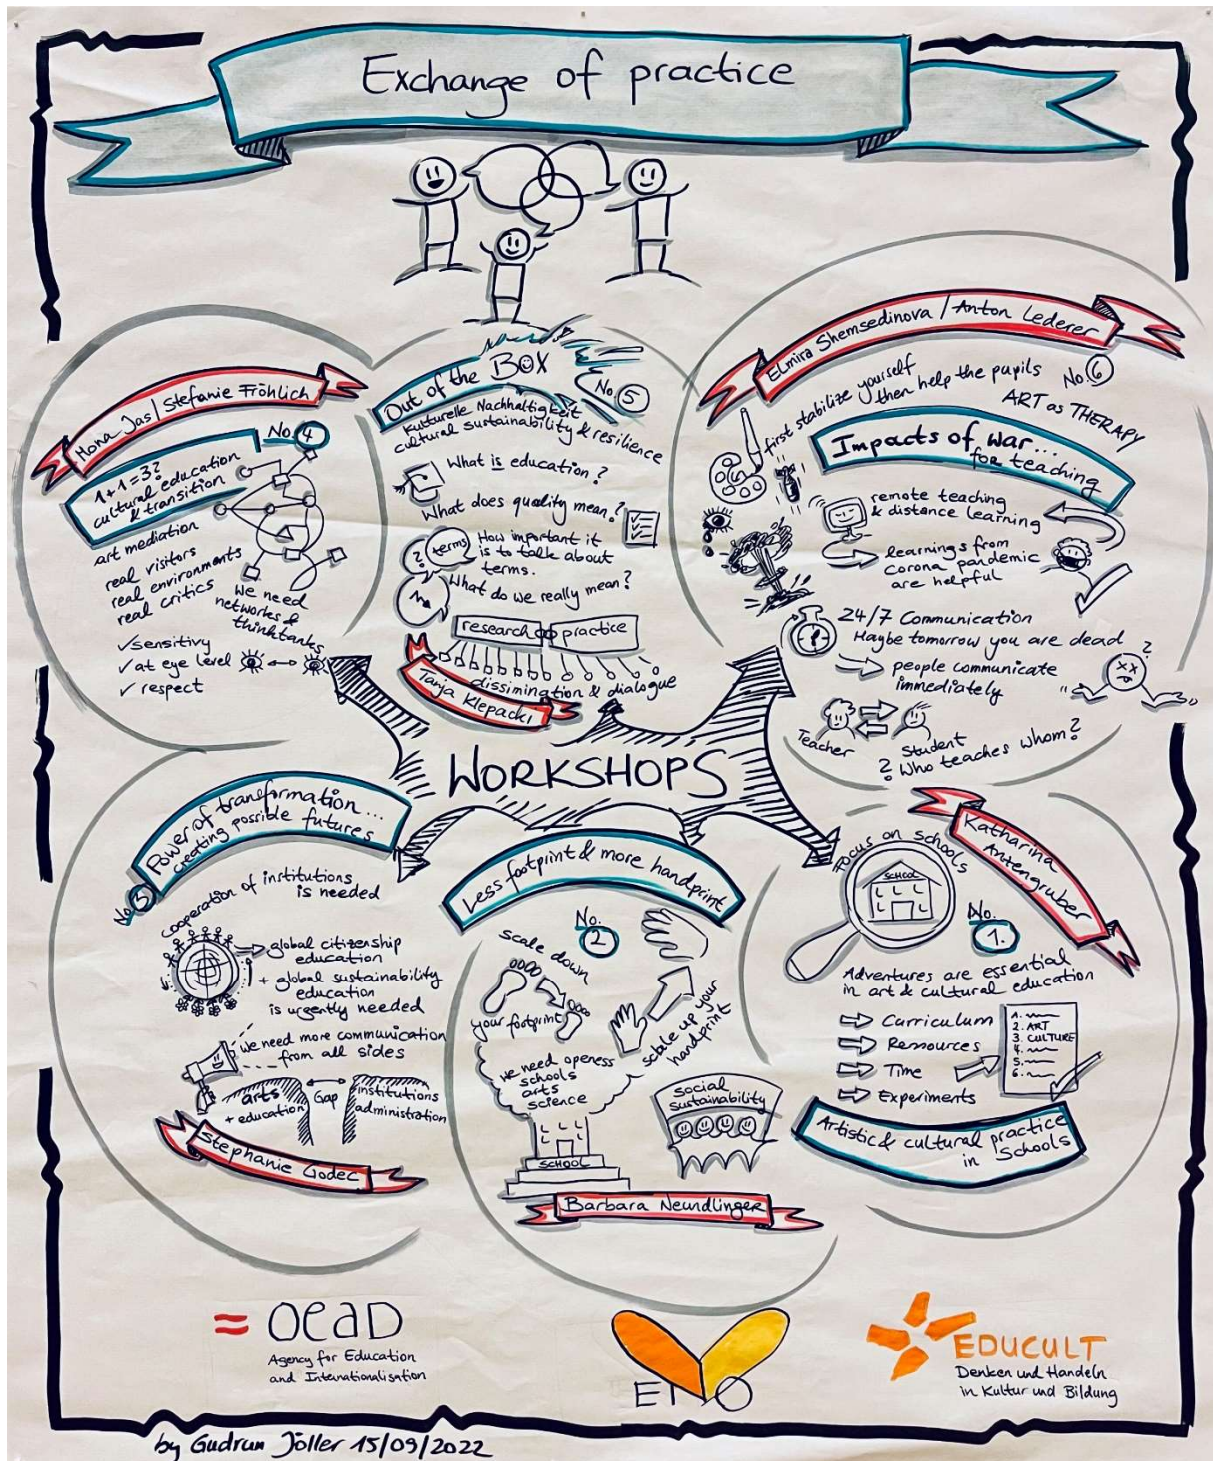 Exchange of practice
Mona Jas / Stefanie Fröhlich
No. 4
1+1=3?
cultural education
& transition
art mediation
real visitors
real environments
real critics
We need
networks &
thinktanks
✓ sensitivy
✓ at eye level
✓ respect
Out of the BOX
No. 5
Kulturelle Nachhaltigkeit
cultural sustainability & resilience
What is education?
What does quality mean?
? terms
How important it
is to talk about
terms.
What do we really mean?
research practice
dissimination & dialogue
Tanja Klepacki
Elmira Shemsedinova / Anton Lederer
No. 6
first stabilize yourself
then help the pupils
ART as THERAPY
Impacts of war...
for teaching
remote teaching
& distance learning
learnings from
corona pandemic
are helpful
24/7 Communication
Maybe tomorrow you are dead
people communicate
immediately
?
Teacher
Student
? Who teaches whom?
WORKSHOPS
Power of transformation...
creating possible futures
No. 3
cooperation of institutions
is needed
global citizenship
education
+ global sustainability
education
is urgently needed
we need more communication
from all sides
arts
+ education
Gap
institutions
administration
Stephanie Godec
Less footprint & more handprint
No. 2
scale down
your footprint
scale up your
handprint
we need openess
schools
arts
science
SCHOOL
social
sustainability
Barbara Neundlinger
Katharina
Antengruber
Focus on schools
SCHOOL
No. 1.
Adventures are essential
in art & cultural education
Curriculum
Ressources
Time
Experiments
1.
2. ART
3. CULTURE
4.
5.
6.
Artistic & cultural practice
in Schools
= OeaD
Agency for Education
and Internationalisation
ENO
EDUCULT
Denken und Handeln
in Kultur und Bildung
by Gudrun Jöller 15/09/2022